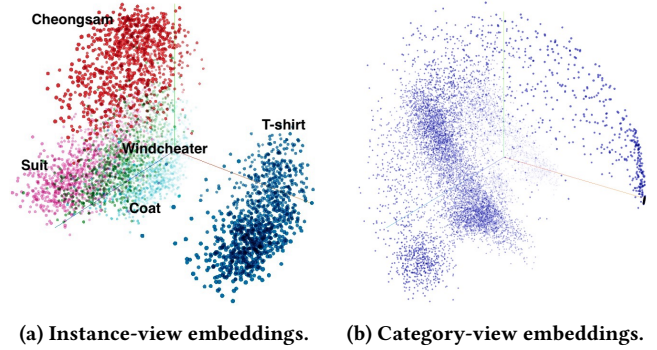 Cheongsam
T-shirt
Windcheater
Suit
Coat
(a) Instance-view embeddings. (b) Category-view embeddings.